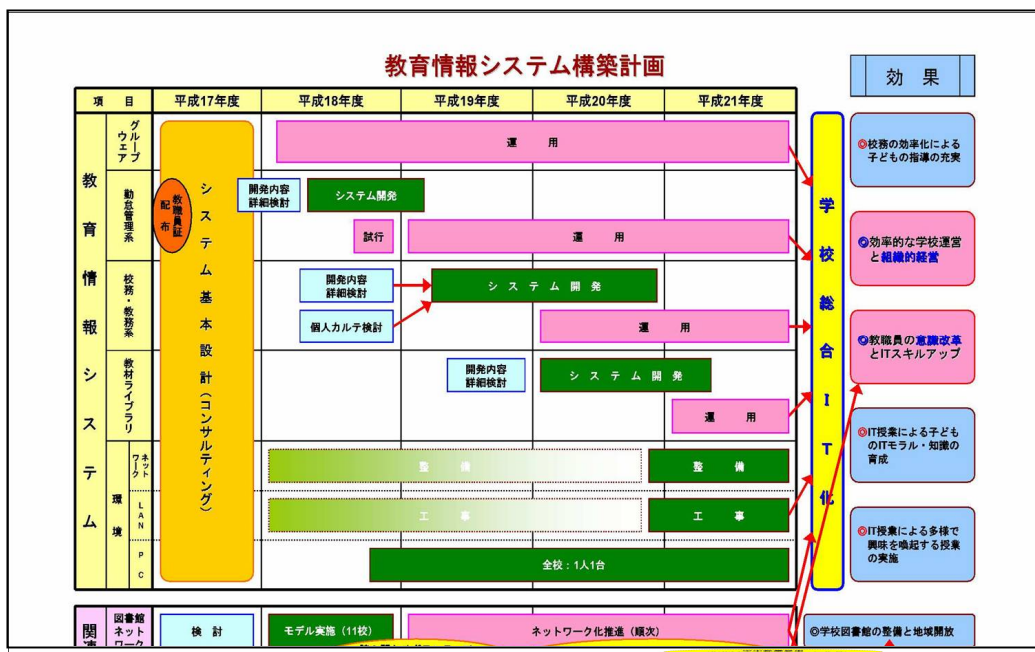 教育情報システム構築計画
効 果
項 目
平成17年度
平成18年度
平成19年度
平成20年度
平成21年度
教育情報システム
グループ
ウェア
運 用
勤怠管理系
教職員証
配布
システム基本設計(コンサルティング)
開発内容
詳細検討
システム開発
試行
運 用
校務・教務系
開発内容
詳細検討
システム開発
個人カルテ検討
運 用
教材ライブラリ
開発内容
詳細検討
システム開発
運 用
環境
ネット
ワーク
整 備
整 備
LAN
工 事
工 事
PC
全校:1人1台
学校総合IT化
◎校務の効率化による
子どもの指導の充実
◎効率的な学校運営
と組織的経営
◎教職員の意識改革
とITスキルアップ
◎IT授業による子ども
のITモラル・知識の
育成
◎IT授業による多様で
興味を喚起する授業
の実施
関連
図書館
ネット
ワーク
検 討
モデル実施(11校)
ネットワーク化推進(順次)
◎学校図書館の整備と地域開放